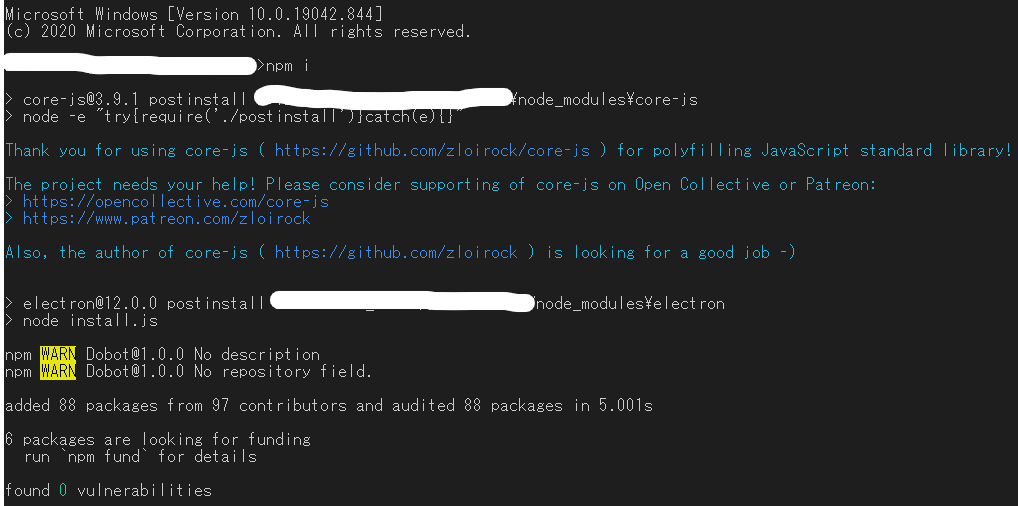 Microsoft Windows [Version 10.0.19042.844]
(c) 2020 Microsoft Corporation. All rights reserved.
>npm i
> core-js@3.9.1 postinstall ¥node_modules¥core-js
> node -e "try{require('./postinstall')}catch(e){}"
Thank you for using core-js ( https://github.com/zloirock/core-js ) for polyfilling JavaScript standard library!
The project needs your help! Please consider supporting of core-js on Open Collective or Patreon:
> https://opencollective.com/core-js
> https://www.patreon.com/zloirock
Also, the author of core-js ( https://github.com/zloirock ) is looking for a good job -)
> electron@12.0.0 postinstall node_modules¥electron
> node install.js
npm WARN Dobot@1.0.0 No description
npm WARN Dobot@1.0.0 No repository field.
added 88 packages from 97 contributors and audited 88 packages in 5.001s
6 packages are looking for funding
run `npm fund` for details
found 0 vulnerabilities